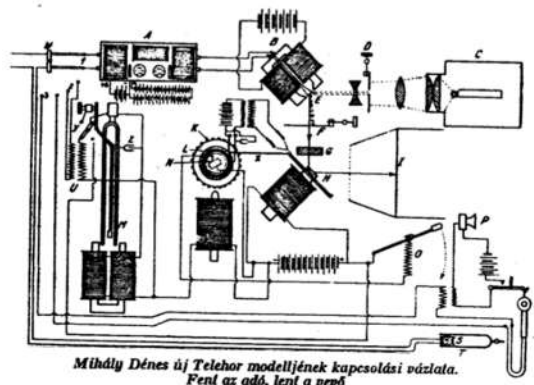 A
B
C
D
E
F
G
H
I
K
L
N
M
O
P
S
T
U
Z
Mihály Dénes új Telehor modelljének kapcsolási vázlata.
Fent az adó, lent a vevő